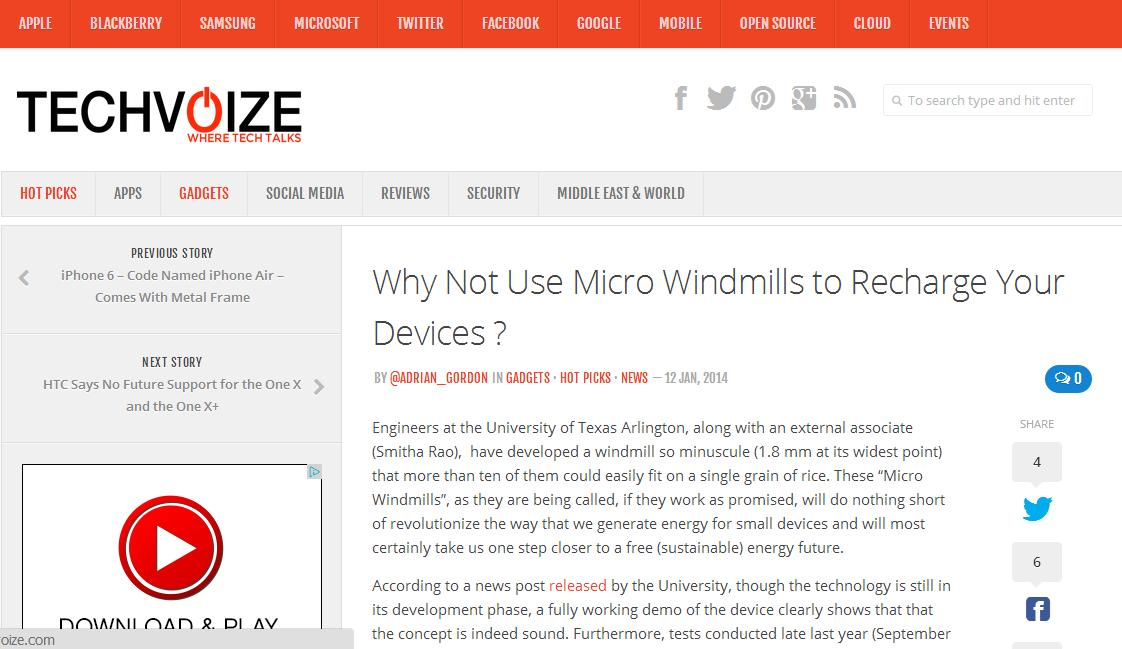 APPLE BLACKBERRY SAMSUNG MICROSOFT TWITTER FACEBOOK GOOGLE MOBILE OPEN SOURCE CLOUD EVENTS
TECHVOIZE
WHERE TECH TALKS
To search type and hit enter
HOT PICKS APPS GADGETS SOCIAL MEDIA REVIEWS SECURITY MIDDLE EAST & WORLD
PREVIOUS STORY
iPhone 6 – Code Named iPhone Air –
Comes With Metal Frame
NEXT STORY
HTC Says No Future Support for the One X
and the One X+
DOWNLOAD & PLAY
oize.com
Why Not Use Micro Windmills to Recharge Your
Devices ?
BY @ADRIAN_GORDON IN GADGETS · HOT PICKS · NEWS — 12 JAN, 2014
0
Engineers at the University of Texas Arlington, along with an external associate
(Smitha Rao),  have developed a windmill so minuscule (1.8 mm at its widest point)
that more than ten of them could easily fit on a single grain of rice. These “Micro
Windmills”, as they are being called, if they work as promised, will do nothing short
of revolutionize the way that we generate energy for small devices and will most
certainly take us one step closer to a free (sustainable) energy future.
According to a news post released by the University, though the technology is still in
its development phase, a fully working demo of the device clearly shows that that
the concept is indeed sound. Furthermore, tests conducted late last year (September
SHARE
4
6